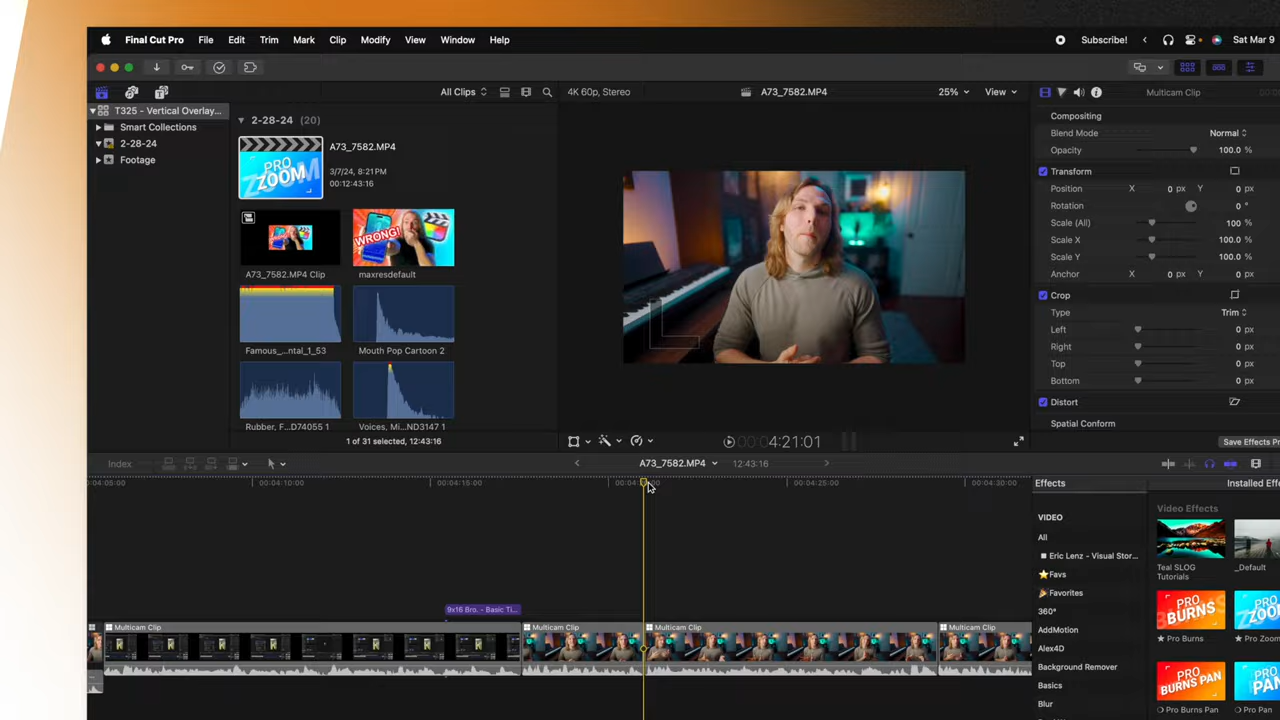 Final Cut Pro File Edit Trim Mark Clip Modify View Window Help Subscribe! Sat Mar 9
All Clips 4K 60p, Stereo A73_7582.MP4 25% View Multicam Clip
T325 - Vertical Overlay...
Smart Collections
2-28-24
Footage
2-28-24 (20)
PRO ZOOM
A73_7582.MP4
3/7/24, 8:21PM
00:12:43:16
WRONG!
A73_7582.MP4 Clip maxresdefault
Famous_...ntal_1_53 Mouth Pop Cartoon 2
Rubber, F...D74055 1 Voices, Mi...ND3147 1
1 of 31 selected, 12:43:16
4:21:01
Compositing
Blend Mode Normal
Opacity 100.0 %
Transform
Position X 0 px Y 0 px
Rotation 0 °
Scale (All) 100 %
Scale X 100.0 %
Scale Y 100.0 %
Anchor X 0 px Y 0 px
Crop
Type Trim
Left 0 px
Right 0 px
Top 0 px
Bottom 0 px
Distort
Spatial Conform
Save Effects Pr
Index A73_7582.MP4 12:43:16
00:04:10:00 00:04:15:00 00:04:25:00 00:04:30:00
9x16 Bro. - Basic Ti...
Multicam Clip Multicam Clip Multicam Clip Multicam Clip
Effects Installed Effe
VIDEO
All
Eric Lenz - Visual Stor...
Favs
Favorites
360°
AddMotion
Alex4D
Background Remover
Basics
Blur
Video Effects
Teal SLOG Tutorials _Default
PRO BURNS PRO ZOOM
Pro Burns Pro Zoom
PRO BURNS PAN PRO PAN
Pro Burns Pan Pro Pan